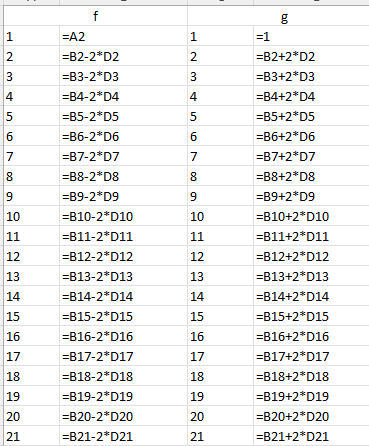 f g
1 =A2 1 =1
2 =B2-2*D2 2 =B2+2*D2
3 =B3-2*D3 3 =B3+2*D3
4 =B4-2*D4 4 =B4+2*D4
5 =B5-2*D5 5 =B5+2*D5
6 =B6-2*D6 6 =B6+2*D6
7 =B7-2*D7 7 =B7+2*D7
8 =B8-2*D8 8 =B8+2*D8
9 =B9-2*D9 9 =B9+2*D9
10 =B10-2*D10 10 =B10+2*D10
11 =B11-2*D11 11 =B11+2*D11
12 =B12-2*D12 12 =B12+2*D12
13 =B13-2*D13 13 =B13+2*D13
14 =B14-2*D14 14 =B14+2*D14
15 =B15-2*D15 15 =B15+2*D15
16 =B16-2*D16 16 =B16+2*D16
17 =B17-2*D17 17 =B17+2*D17
18 =B18-2*D18 18 =B18+2*D18
19 =B19-2*D19 19 =B19+2*D19
20 =B20-2*D20 20 =B20+2*D20
21 =B21-2*D21 21 =B21+2*D21